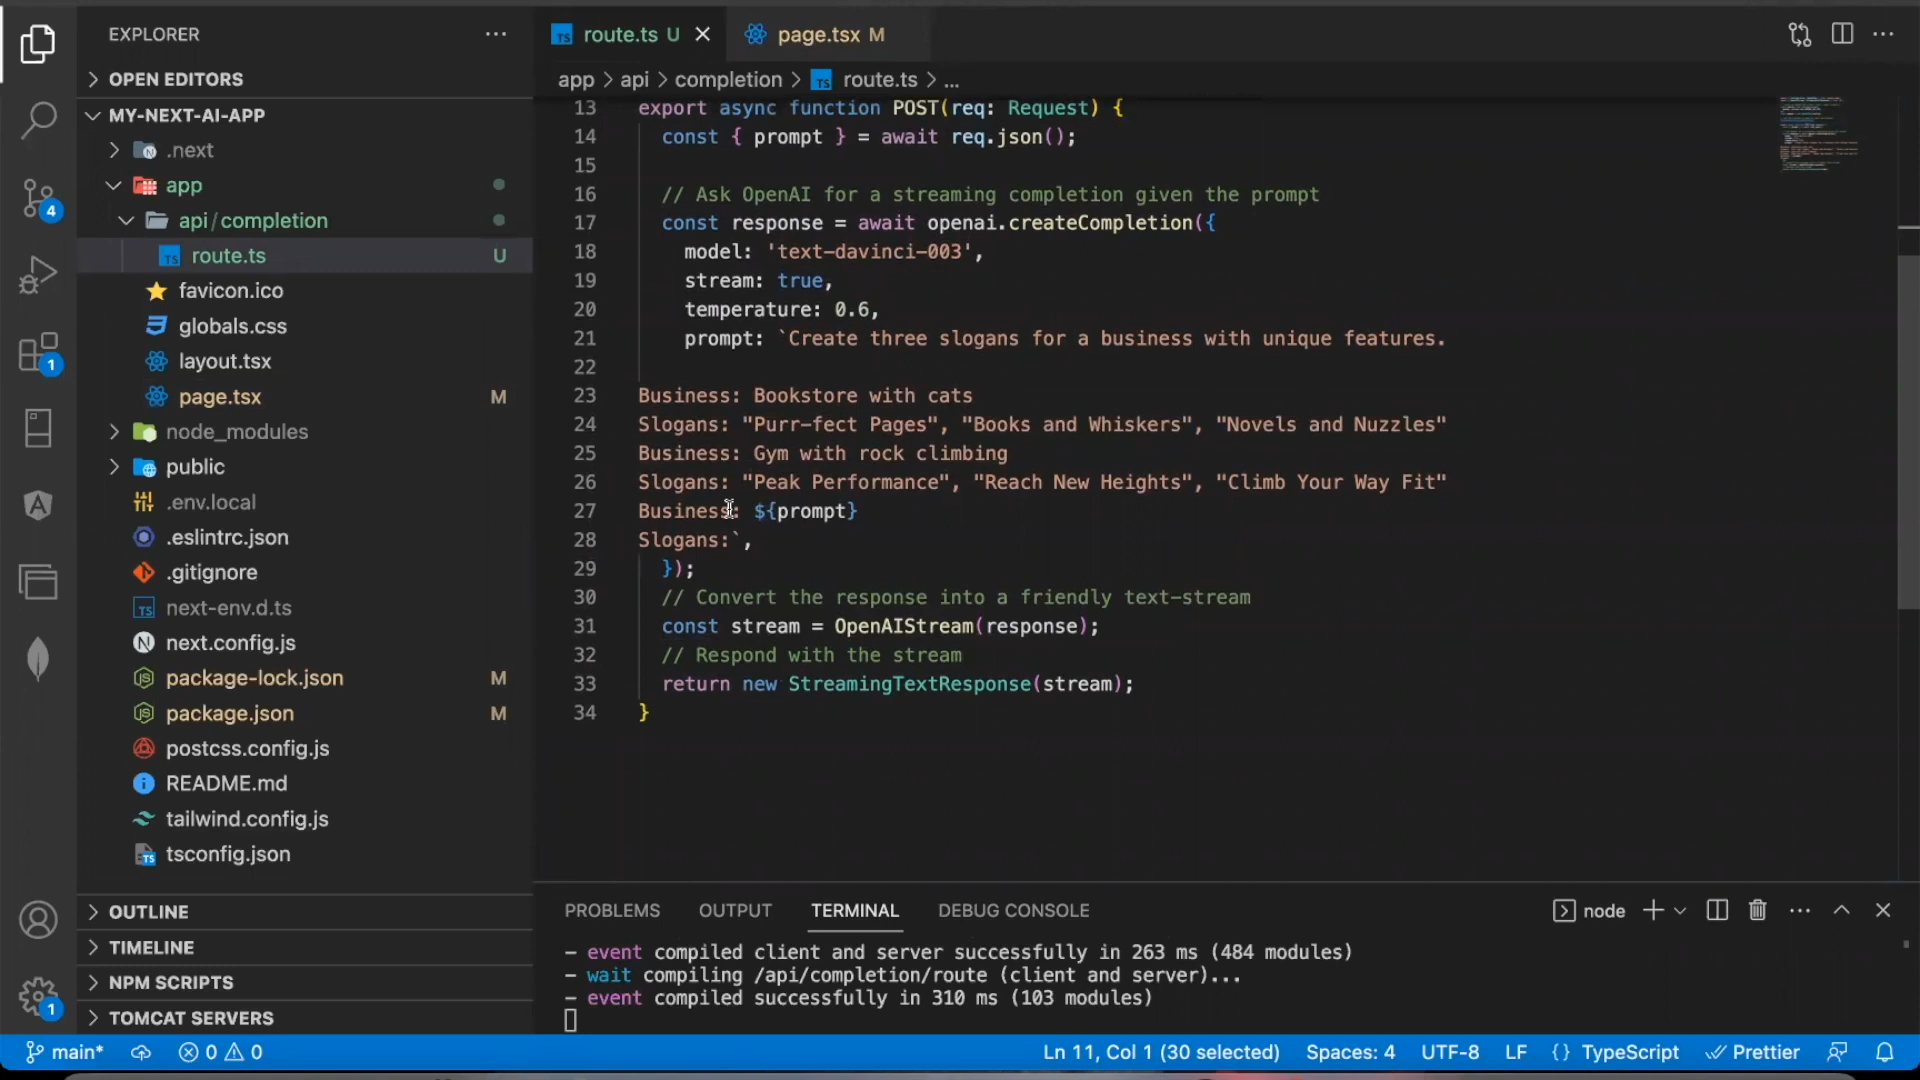 EXPLORER
OPEN EDITORS
MY-NEXT-AI-APP
.next
app
api/completion
route.ts U
favicon.ico
globals.css
layout.tsx
page.tsx M
node_modules
public
.env.local
.eslintrc.json
.gitignore
next-env.d.ts
next.config.js
package-lock.json M
package.json M
postcss.config.js
README.md
tailwind.config.js
tsconfig.json
OUTLINE
TIMELINE
NPM SCRIPTS
TOMCAT SERVERS
4
1
1
route.ts U
page.tsx M
app > api > completion > route.ts > ...
13 export async function POST(req: Request) {
14 const { prompt } = await req.json();
15
16 // Ask OpenAI for a streaming completion given the prompt
17 const response = await openai.createCompletion({
18 model: 'text-davinci-003',
19 stream: true,
20 temperature: 0.6,
21 prompt: `Create three slogans for a business with unique features.
22
23 Business: Bookstore with cats
24 Slogans: "Purr-fect Pages", "Books and Whiskers", "Novels and Nuzzles"
25 Business: Gym with rock climbing
26 Slogans: "Peak Performance", "Reach New Heights", "Climb Your Way Fit"
27 Business: ${prompt}
28 Slogans:`,
29 });
30 // Convert the response into a friendly text-stream
31 const stream = OpenAIStream(response);
32 // Respond with the stream
33 return new StreamingTextResponse(stream);
34 }
PROBLEMS OUTPUT TERMINAL DEBUG CONSOLE
node
- event compiled client and server successfully in 263 ms (484 modules)
- wait compiling /api/completion/route (client and server)...
- event compiled successfully in 310 ms (103 modules)
main* 0 0 Ln 11, Col 1 (30 selected) Spaces: 4 UTF-8 LF {} TypeScript Prettier